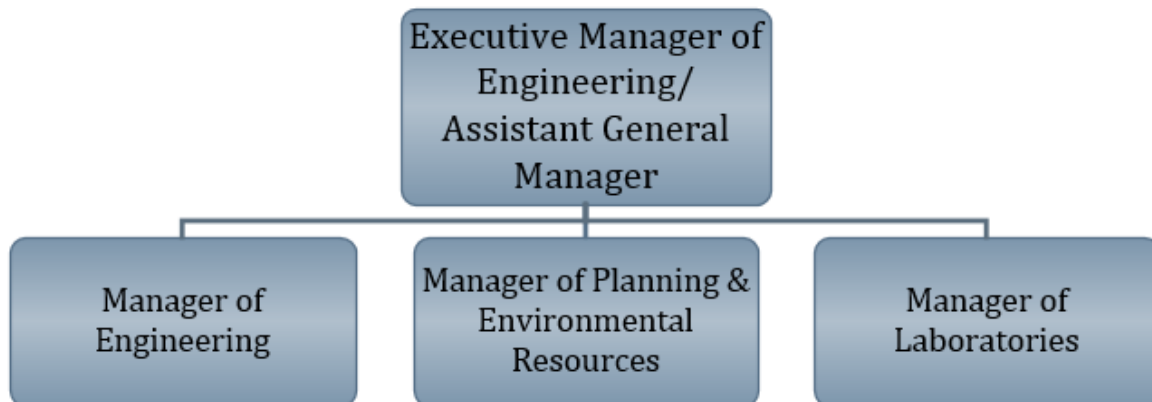 Executive Manager of
Engineering/
Assistant General
Manager
Manager of
Engineering
Manager of Planning &
Environmental
Resources
Manager of
Laboratories